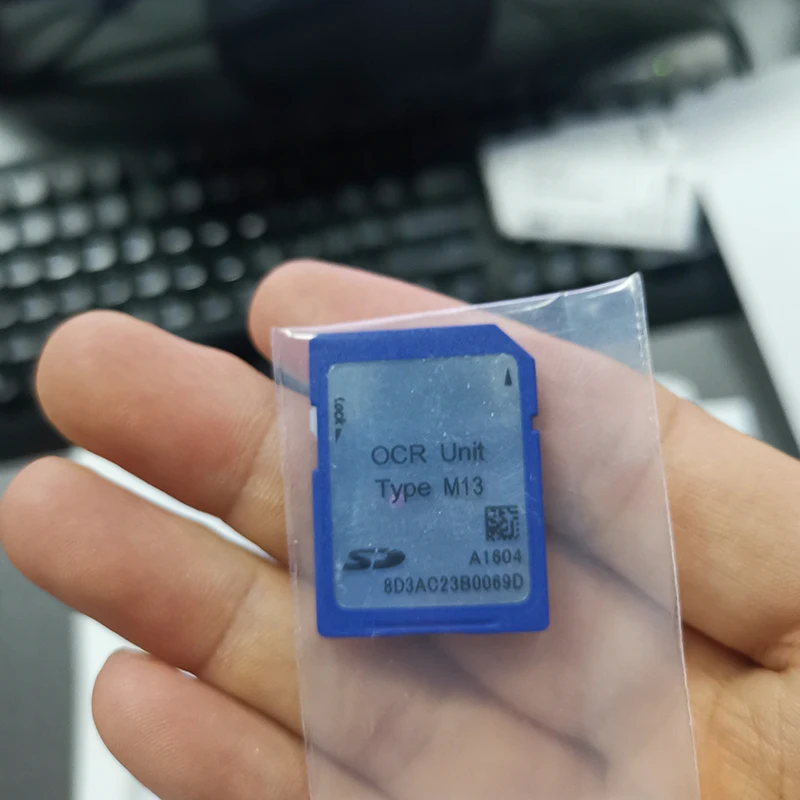 Lock
OCR Unit
Type M13
SD
A1604
8D3AC23B0069D